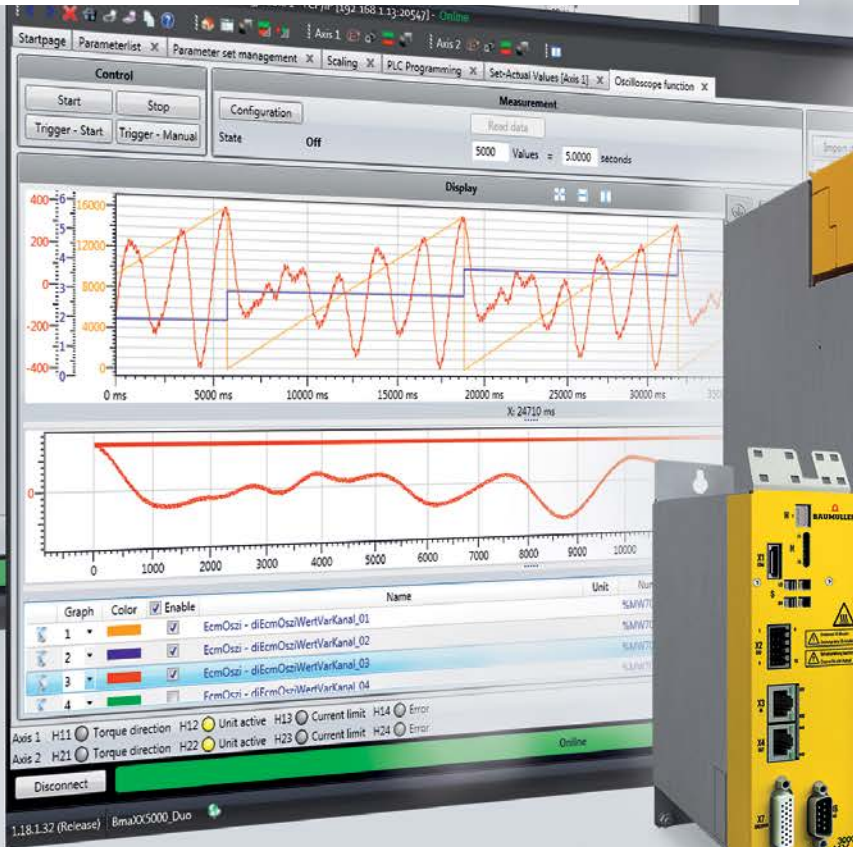 [192.168.1.13:20547] - Online
Axis 1 Axis 2
Startpage Parameterlist X Parameter set management X Scaling X PLC Programming X Set-Actual Values [Axis 1] X Oscilloscope function X
Control
Start Stop
Trigger - Start Trigger - Manual
Measurement
Configuration Read data
State Off 5000 Values = 5.0000 seconds
Import
Display
400 6 16000
5
200 12000
4
0 3 8000
-200 2 4000
1
-400 0 0
0 ms 5000 ms 10000 ms 15000 ms 20000 ms 25000 ms 30000 ms
X: 24710 ms
0
0 1000 2000 3000 4000 5000 6000 7000 8000 9000 10000
Graph Color Enable Name Unit
1 EcmOszi - diEcmOsziWertVarKanal_01
2 EcmOszi - diEcmOsziWertVarKanal_02
3 EcmOszi - diEcmOsziWertVarKanal_03
4 EcmOszi - diEcmOsziWertVarKanal_04
Axis 1 H11 Torque direction H12 Unit active H13 Current limit H14 Error
Axis 2 H21 Torque direction H22 Unit active H23 Current limit H24 Error
Online
Disconnect
1.18.1.32 (Release) BmaXX5000_Duo
BAUMÜLLER
X1
X2
X3
X4
X7